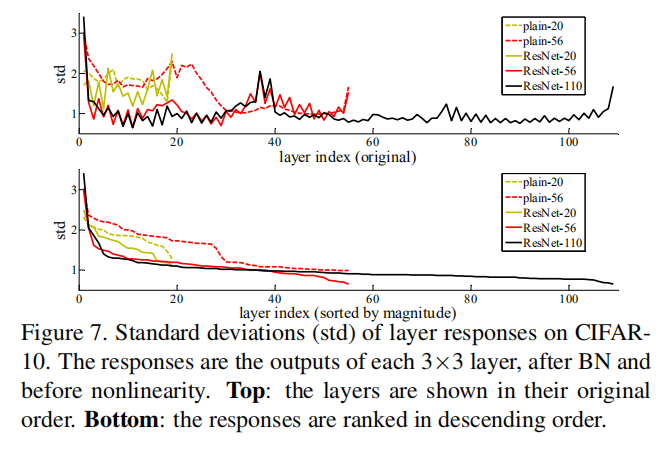 3
2
1
std
plain-20
plain-56
ResNet-20
ResNet-56
ResNet-110
0 20 40 60 80 100
layer index (original)
3
2
1
std
plain-20
plain-56
ResNet-20
ResNet-56
ResNet-110
0 20 40 60 80 100
layer index (sorted by magnitude)
Figure 7. Standard deviations (std) of layer responses on CIFAR-
10. The responses are the outputs of each 3×3 layer, after BN and
before nonlinearity. Top: the layers are shown in their original
order. Bottom: the responses are ranked in descending order.